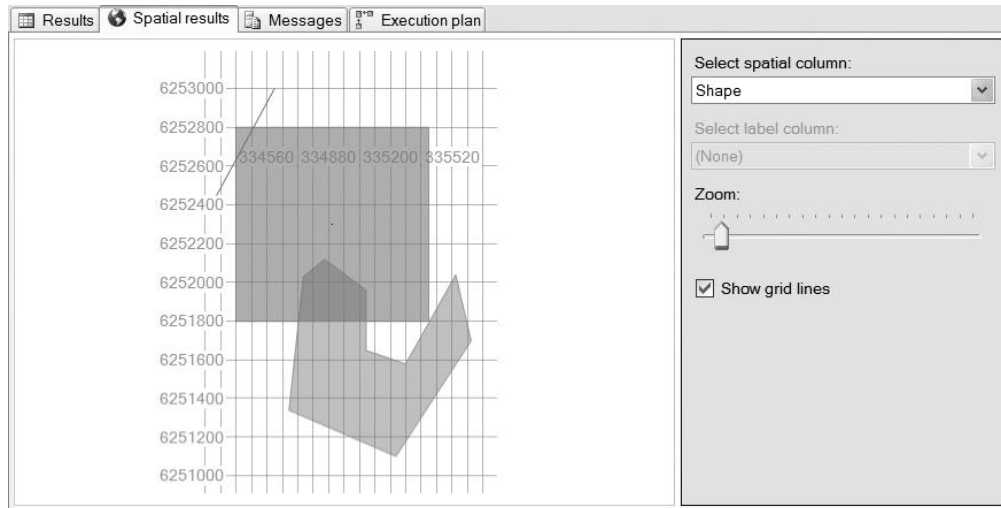 Results Spatial results Messages Execution plan
6253000
6252800
334560 334880 335200 335520
6252600
6252400
6252200
6252000
6251800
6251600
6251400
6251200
6251000
Select spatial column:
Shape
Select label column:
(None)
Zoom:
Show grid lines